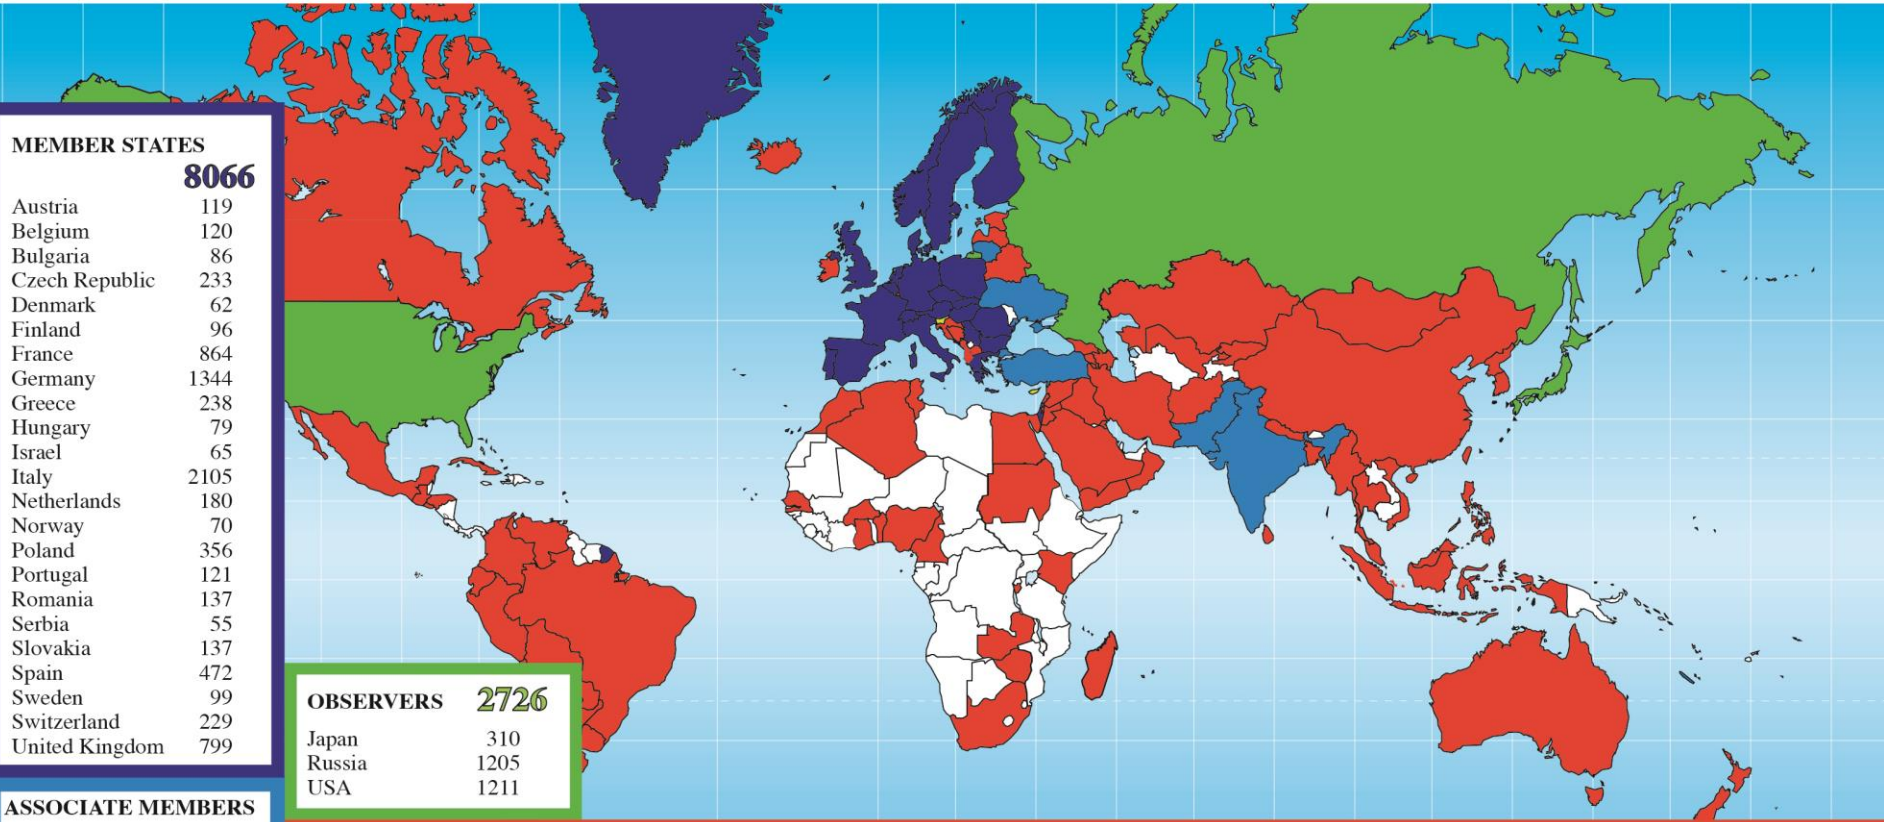 MEMBER STATES
8066
Austria 119
Belgium 120
Bulgaria 86
Czech Republic 233
Denmark 62
Finland 96
France 864
Germany 1344
Greece 238
Hungary 79
Israel 65
Italy 2105
Netherlands 180
Norway 70
Poland 356
Portugal 121
Romania 137
Serbia 55
Slovakia 137
Spain 472
Sweden 99
Switzerland 229
United Kingdom 799
ASSOCIATE MEMBERS
OBSERVERS 2726
Japan 310
Russia 1205
USA 1211